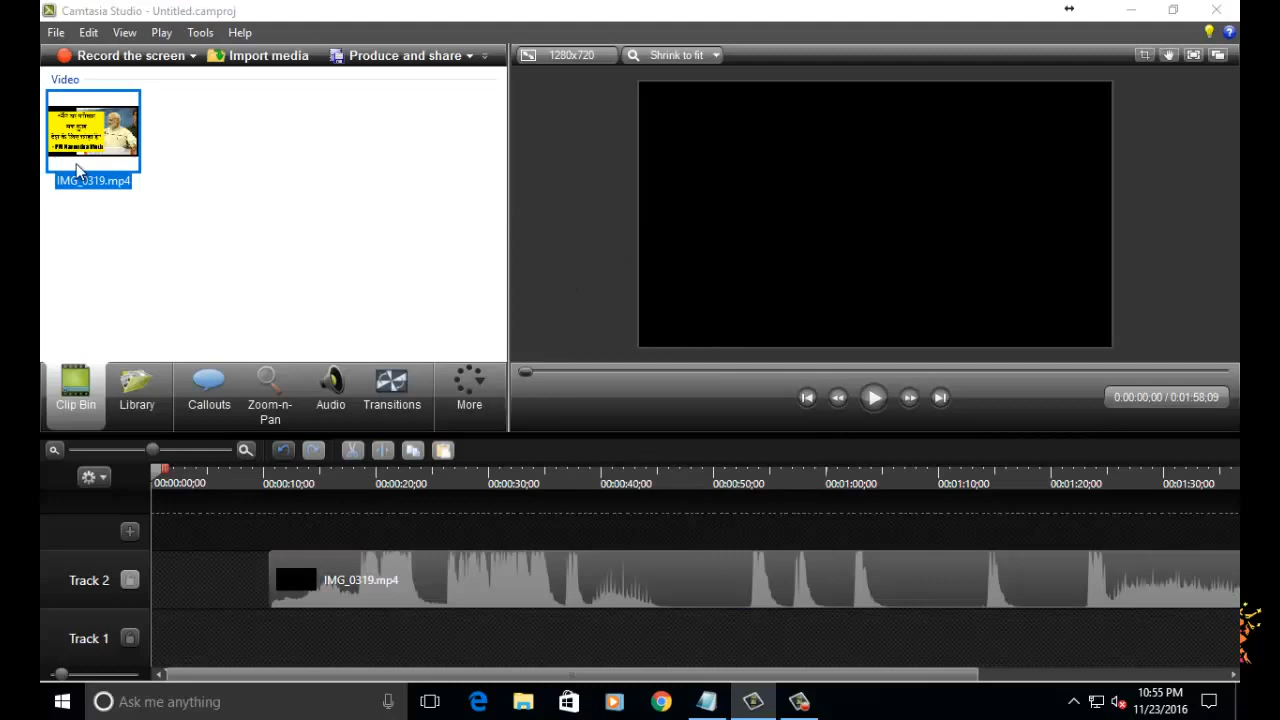 Camtasia Studio - Untitled.camproj
File Edit View Play Tools Help
Record the screen Import media Produce and share
1280x720 Shrink to fit
Video
- PM Narendra Modi
IMG_0319.mp4
Clip Bin Library Callouts Zoom-n-Pan Audio Transitions More
0:00:00;00 / 0:01:58;09
00:00:00;00 00:00:10;00 00:00:20;00 00:00:30;00 00:00:40;00 00:00:50;00 00:01:00;00 00:01:10;00 00:01:20;00 00:01:30;00
Track 2 IMG_0319.mp4
Track 1
Ask me anything
10:55 PM
11/23/2016